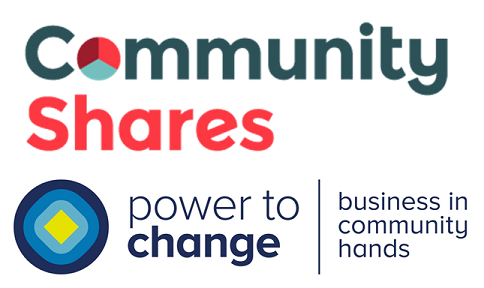 Community
Shares
power to
change
business in
community
hands